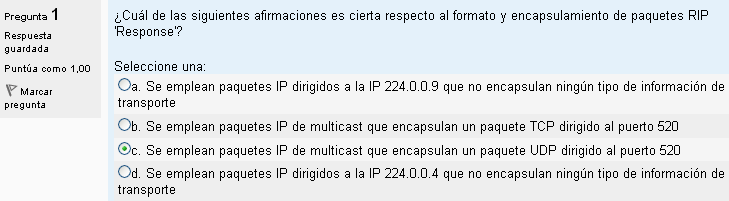 Pregunta 1
Respuesta
guardada
Puntúa como 1,00
Marcar
pregunta
¿Cuál de las siguientes afirmaciones es cierta respecto al formato y encapsulamiento de paquetes RIP
'Response'?
Seleccione una:
a. Se emplean paquetes IP dirigidos a la IP 224.0.0.9 que no encapsulan ningún tipo de información de
transporte
b. Se emplean paquetes IP de multicast que encapsulan un paquete TCP dirigido al puerto 520
c. Se emplean paquetes IP de multicast que encapsulan un paquete UDP dirigido al puerto 520
d. Se emplean paquetes IP dirigidos a la IP 224.0.0.4 que no encapsulan ningún tipo de información de
transporte